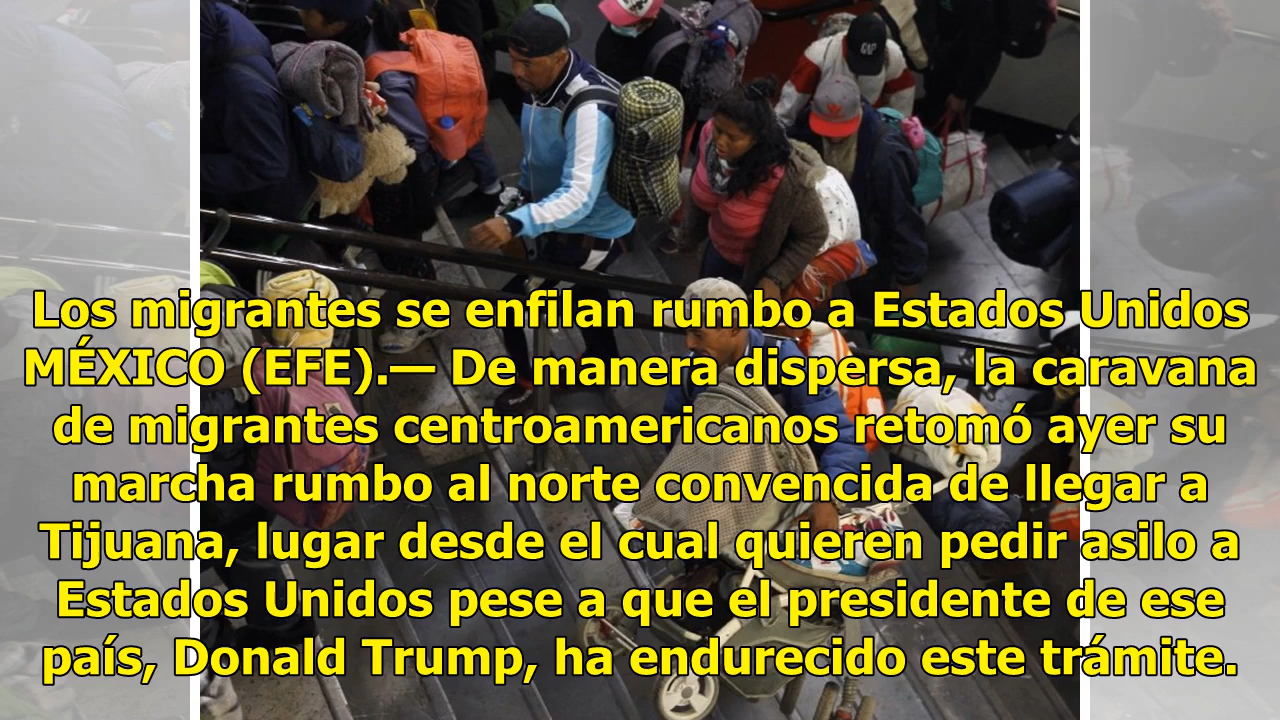 GAP
Los migrantes se enfilan rumbo a Estados Unidos
MÉXICO (EFE).— De manera dispersa, la caravana
de migrantes centroamericanos retomó ayer su
marcha rumbo al norte convencida de llegar a
Tijuana, lugar desde el cual quieren pedir asilo a
Estados Unidos pese a que el presidente de ese
país, Donald Trump, ha endurecido este trámite.